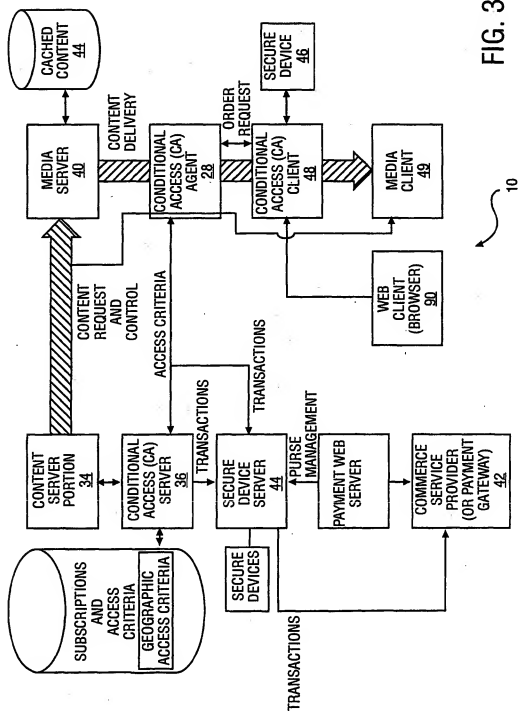 CACHED
CONTENT
44
SECURE
DEVICE
46
FIG. 3
MEDIA
SERVER
40
CONTENT
DELIVERY
CONDITIONAL
ACCESS (CA)
AGENT
28
ORDER
REQUEST
CONDITIONAL
ACCESS (CA)
CLIENT
48
MEDIA
CLIENT
49
CONTENT
REQUEST
AND
CONTROL
ACCESS CRITERIA
TRANSACTIONS
WEB
CLIENT
(BROWSER)
90
10
CONTENT
SERVER
PORTION
34
CONDITIONAL
ACCESS (CA)
SERVER
36
TRANSACTIONS
SECURE
DEVICE
SERVER
44
PURSE
MANAGEMENT
PAYMENT WEB
SERVER
COMMERCE
SERVICE
PROVIDER
(OR PAYMENT
GATEWAY)
42
SUBSCRIPTIONS
AND
ACCESS
CRITERIA
GEOGRAPHIC
ACCESS CRITERIA
SECURE
DEVICES
TRANSACTIONS